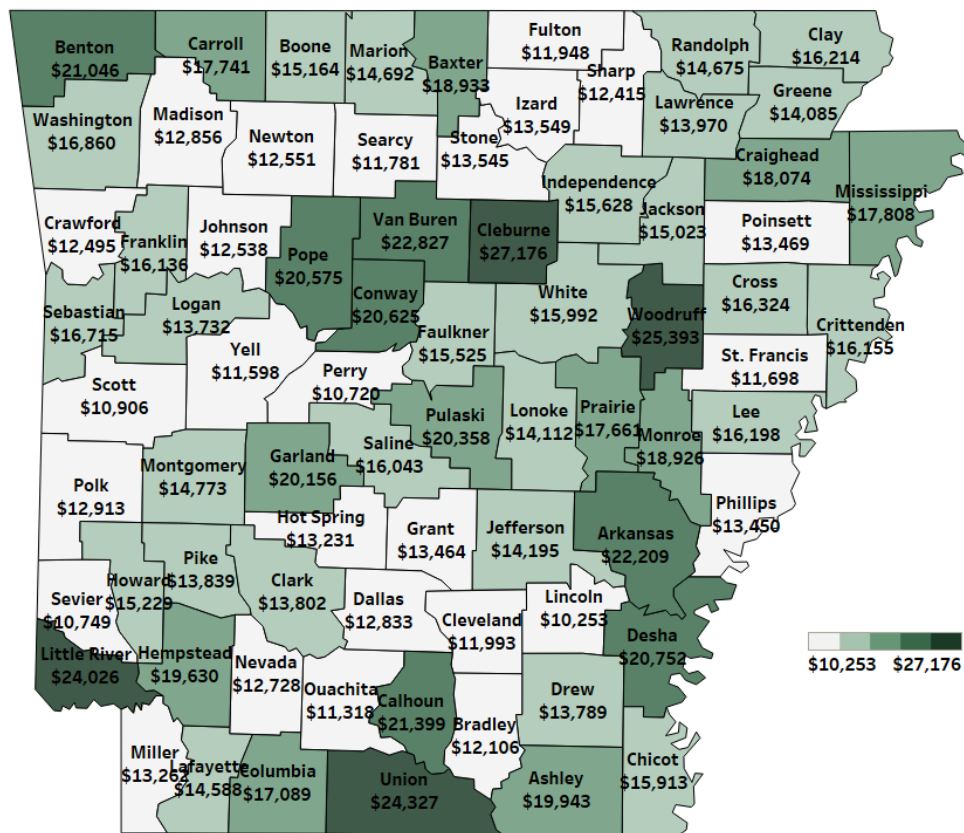 Benton
$21,046
Carroll
$17,741
Boone
$15,164
Marion
$14,692
Baxter
$18,933
Fulton
$11,948
Sharp
$12,415
Randolph
$14,675
Clay
$16,214
Washington
$16,860
Madison
$12,856
Newton
$12,551
Searcy
$11,781
Stone
$13,545
Izard
$13,549
Lawrence
$13,970
Greene
$14,085
Craighead
$18,074
Mississippi
$17,808
Crawford
$12,495
Franklin
$16,136
Johnson
$12,538
Pope
$20,575
Van Buren
$22,827
Cleburne
$27,176
Independence
$15,628
Jackson
$15,023
Poinsett
$13,469
Sebastian
$16,715
Logan
$13,732
Conway
$20,625
Faulkner
$15,525
White
$15,992
Woodruff
$25,393
Cross
$16,324
Crittenden
$16,155
Scott
$10,906
Yell
$11,598
Perry
$10,720
Pulaski
$20,358
Lonoke
$14,112
Prairie
$17,661
Monroe
$18,926
St. Francis
$11,698
Lee
$16,198
Polk
$12,913
Montgomery
$14,773
Garland
$20,156
Saline
$16,043
Phillips
$13,450
Hot Spring
$13,231
Grant
$13,464
Jefferson
$14,195
Arkansas
$22,209
Sevier
$10,749
Howard
$15,229
Pike
$13,839
Clark
$13,802
Dallas
$12,833
Cleveland
$11,993
Lincoln
$10,253
Desha
$20,752
Little River
$24,026
Hempstead
$19,630
Nevada
$12,728
Ouachita
$11,318
Calhoun
$21,399
Bradley
$12,106
Drew
$13,789
$10,253 $27,176
Miller
$13,262
Lafayette
$14,588
Columbia
$17,089
Union
$24,327
Ashley
$19,943
Chicot
$15,913